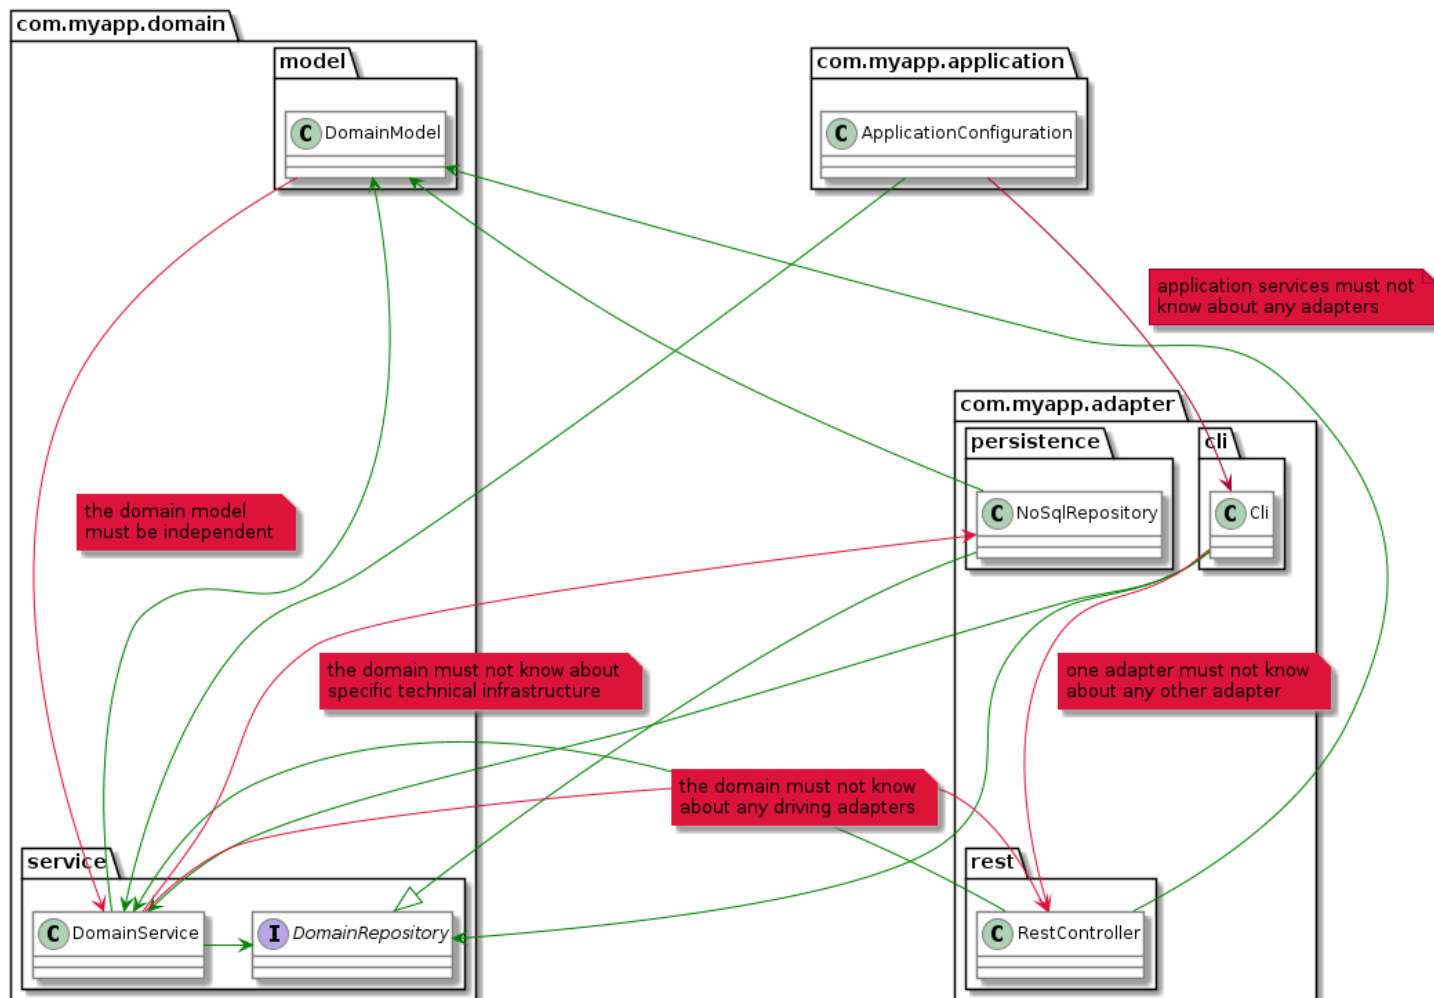 com.myapp.domain
model
C DomainModel
com.myapp.application
C ApplicationConfiguration
application services must not
know about any adapters
com.myapp.adapter
persistence
C NoSqlRepository
cli
C Cli
the domain model
must be independent
the domain must not know about
specific technical infrastructure
one adapter must not know
about any other adapter
the domain must not know
about any driving adapters
service
C DomainService
I DomainRepository
rest
C RestController